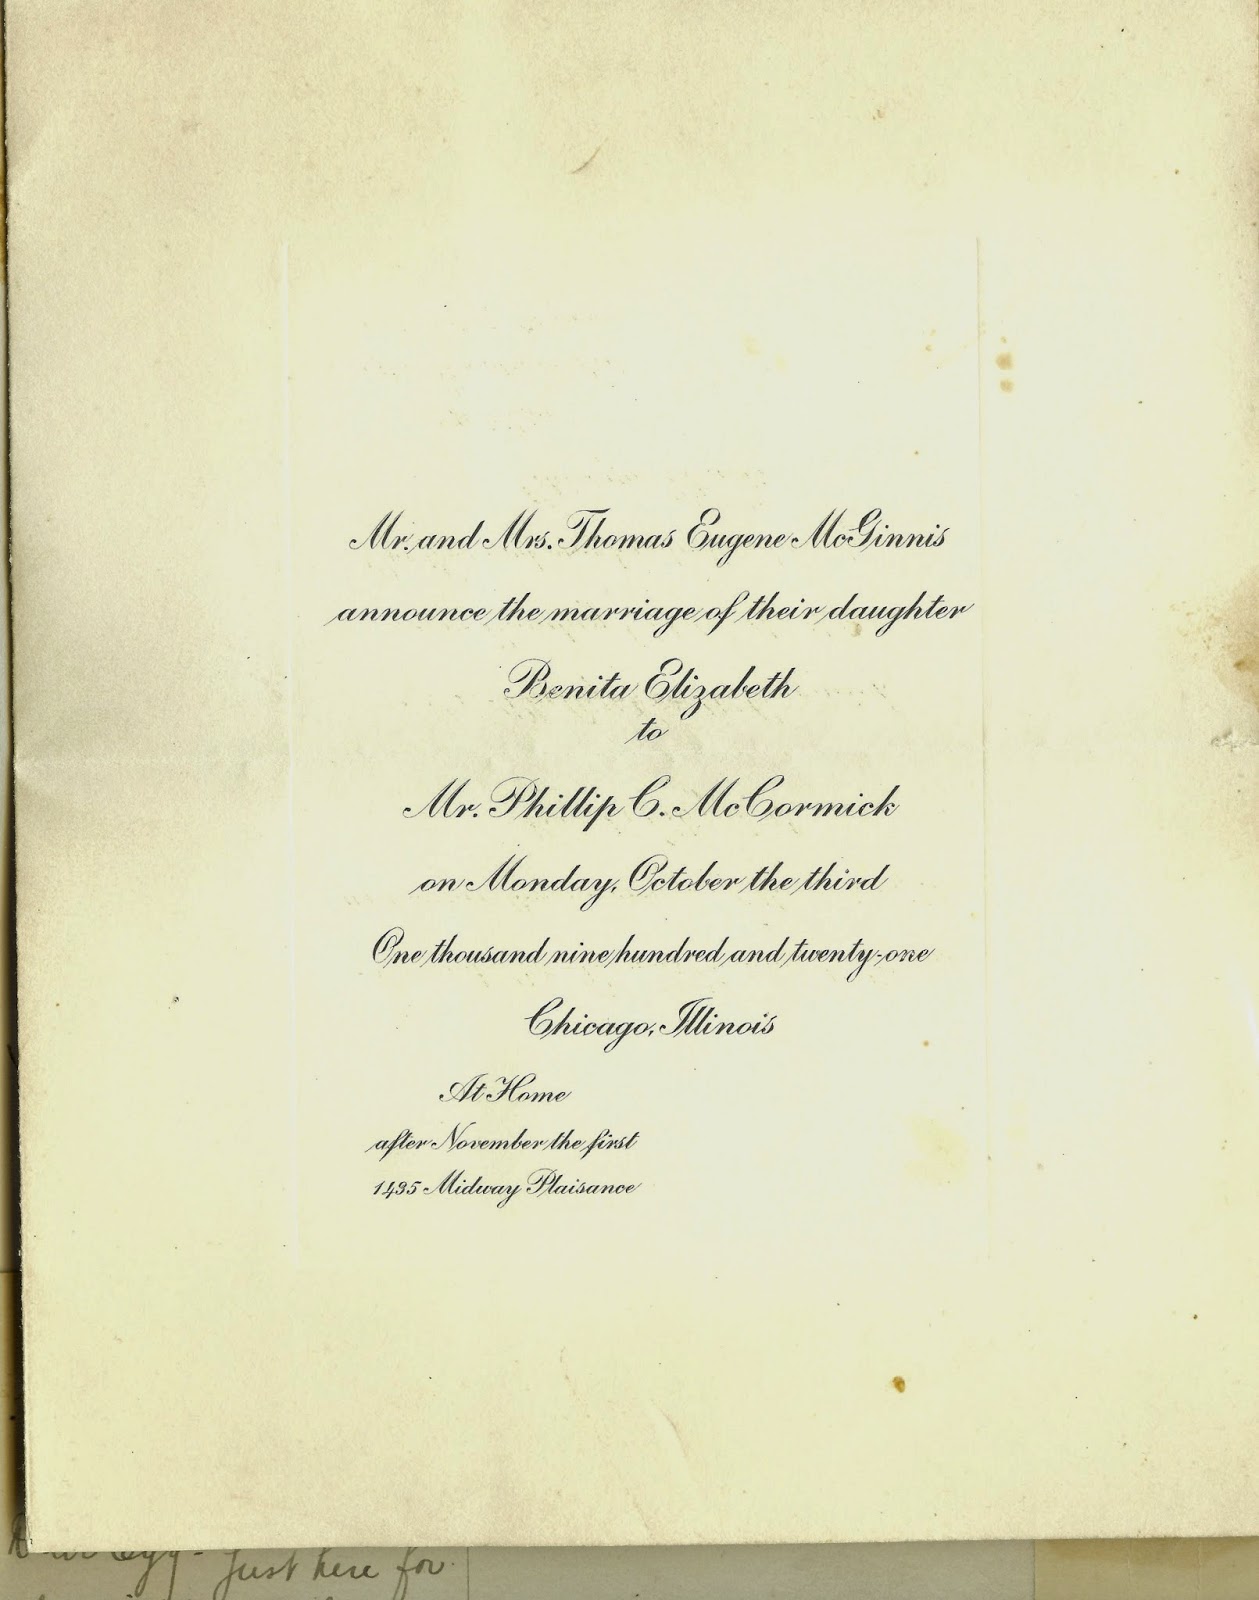 Mr. and Mrs. Thomas Eugene McGinnis
announce the marriage of their daughter
Benita Elizabeth
to
Mr. Phillip C. McCormick
on Monday, October the third
One thousand nine hundred and twenty-one
Chicago, Illinois
At Home
after November the first
1435 Midway Plaisance
Just here for